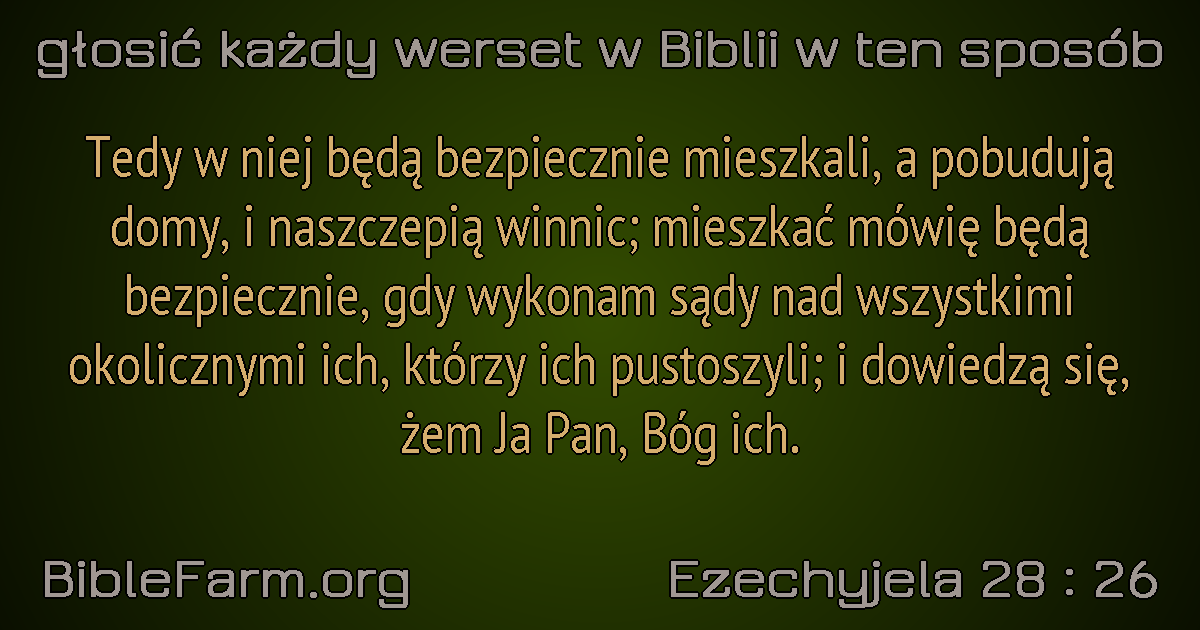 głosić każdy werset w Biblii w ten sposób
Tedy w niej będą bezpiecznie mieszkali, a pobudują
domy, i naszczepią winnic; mieszkać mówię będą
bezpiecznie, gdy wykonam sądy nad wszystkimi
okolicznymi ich, którzy ich pustoszyli; i dowiedzą się,
żem Ja Pan, Bóg ich.
BibleFarm.org
Ezechyjela 28 : 26